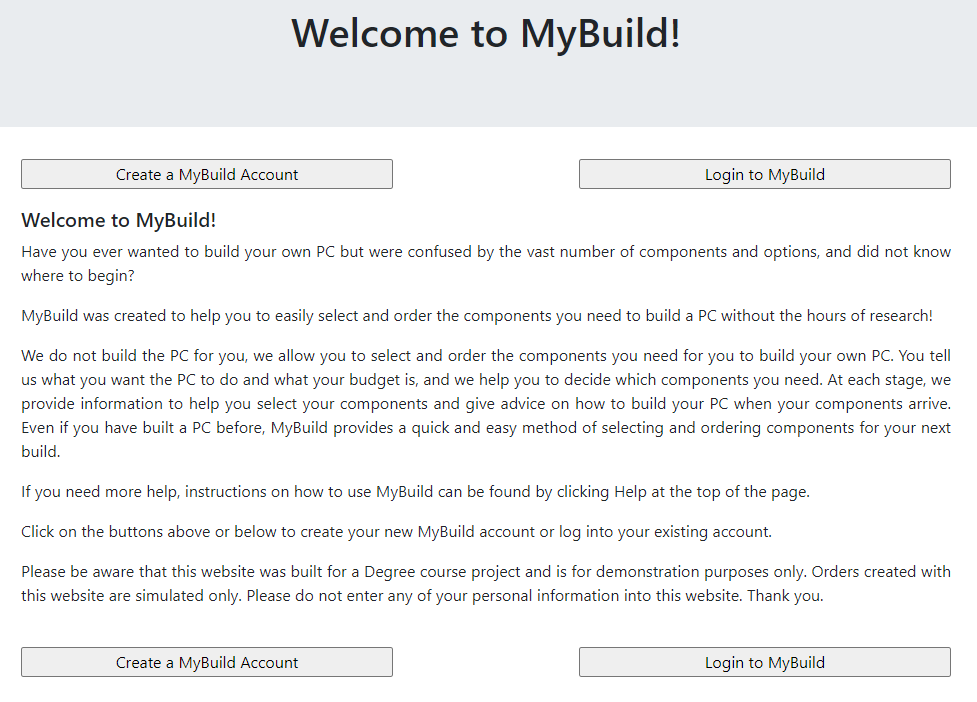 Welcome to MyBuild!
Create a MyBuild Account
Login to MyBuild
Welcome to MyBuild!
Have you ever wanted to build your own PC but were confused by the vast number of components and options, and did not know
where to begin?
MyBuild was created to help you to easily select and order the components you need to build a PC without the hours of research!
We do not build the PC for you, we allow you to select and order the components you need for you to build your own PC. You tell
us what you want the PC to do and what your budget is, and we help you to decide which components you need. At each stage, we
provide information to help you select your components and give advice on how to build your PC when your components arrive.
Even if you have built a PC before, MyBuild provides a quick and easy method of selecting and ordering components for your next
build.
If you need more help, instructions on how to use MyBuild can be found by clicking Help at the top of the page.
Click on the buttons above or below to create your new MyBuild account or log into your existing account.
Please be aware that this website was built for a Degree course project and is for demonstration purposes only. Orders created with
this website are simulated only. Please do not enter any of your personal information into this website. Thank you.
Create a MyBuild Account
Login to MyBuild